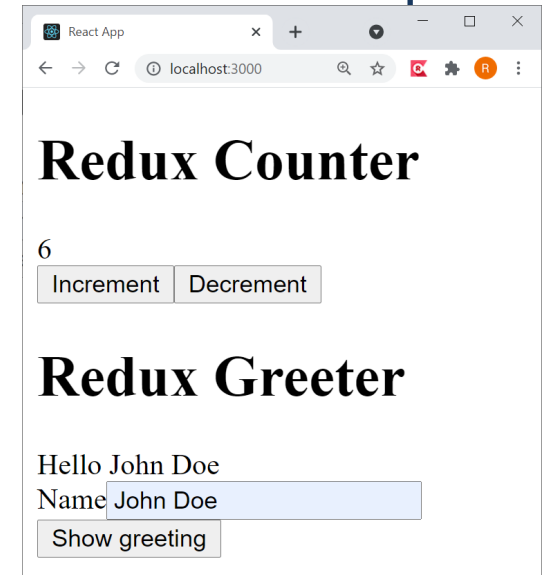 React App
localhost:3000
R
Redux Counter
6
Increment Decrement
Redux Greeter
Hello John Doe
Name John Doe
Show greeting